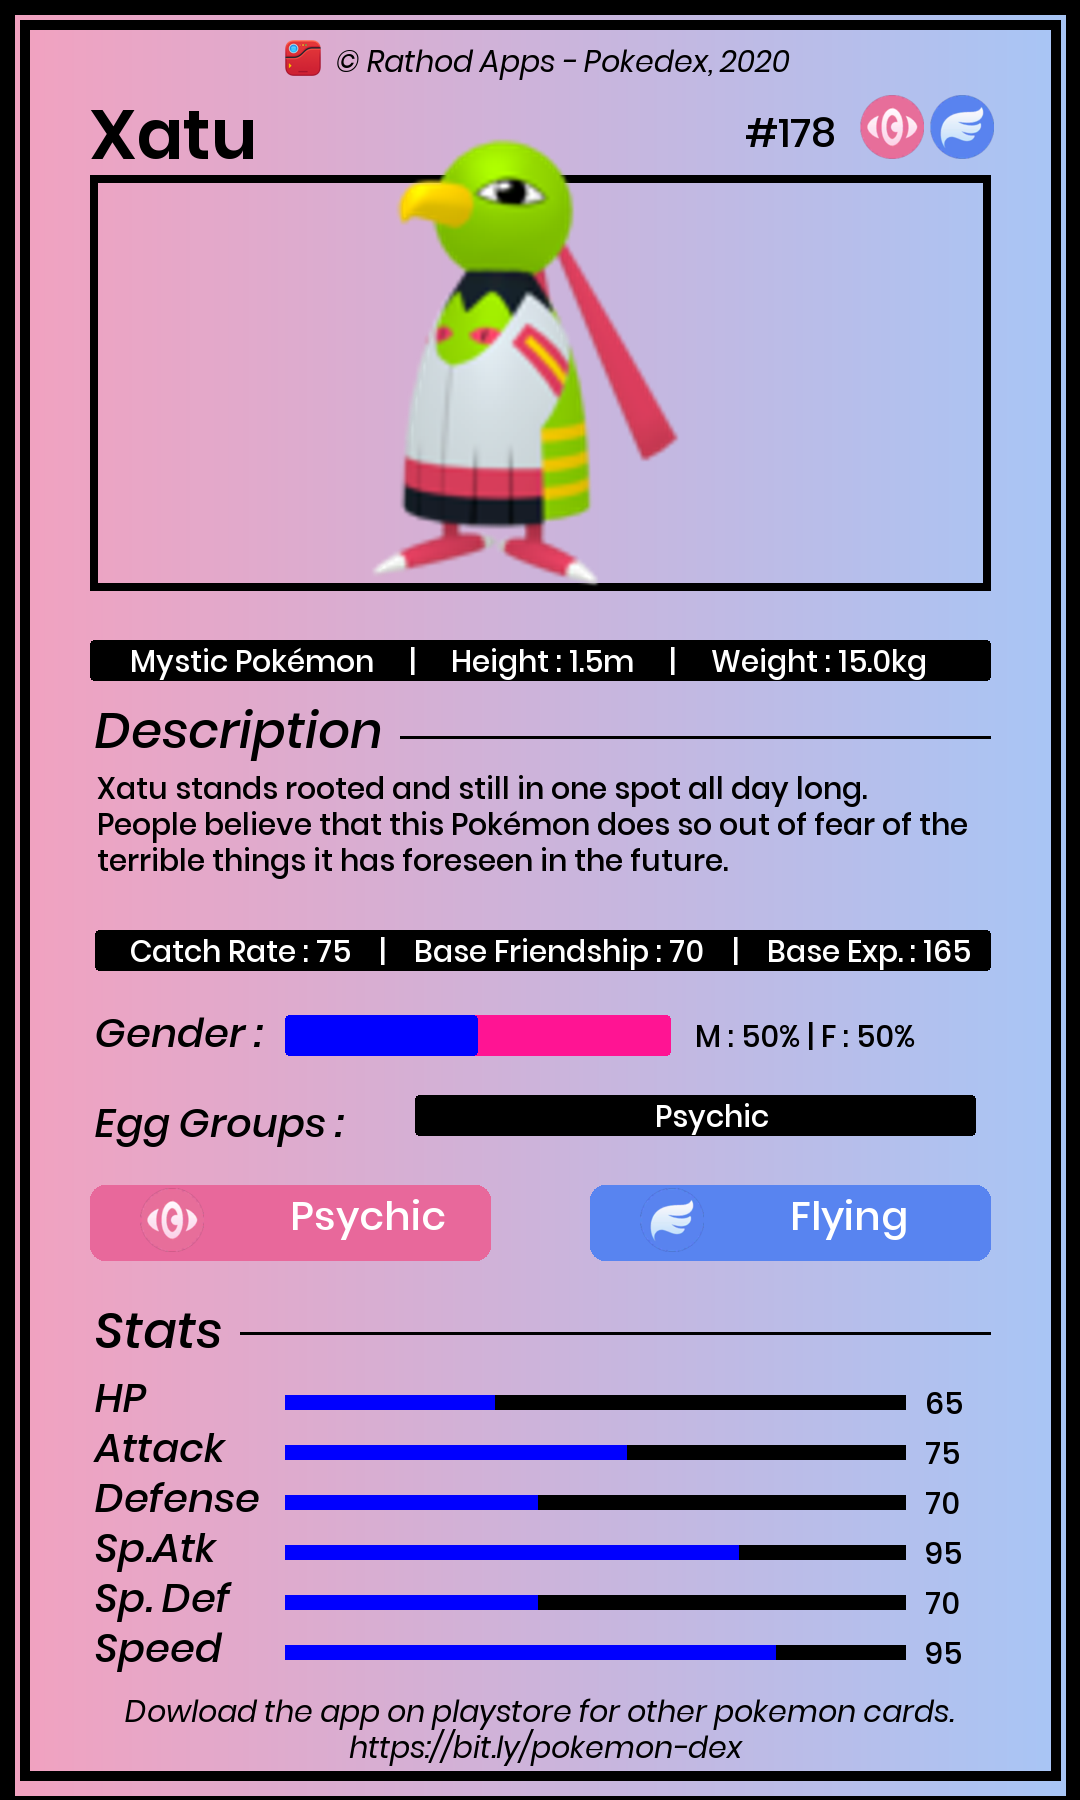 © Rathod Apps - Pokedex, 2020
Xatu #178
Mystic Pokémon | Height : 1.5m | Weight : 15.0kg
Description
Xatu stands rooted and still in one spot all day long.
People believe that this Pokémon does so out of fear of the
terrible things it has foreseen in the future.
Catch Rate : 75 | Base Friendship : 70 | Base Exp. : 165
Gender : M : 50% | F : 50%
Egg Groups : Psychic
Psychic Flying
Stats
HP 65
Attack 75
Defense 70
Sp.Atk 95
Sp. Def 70
Speed 95
Dowload the app on playstore for other pokemon cards.
https://bit.ly/pokemon-dex